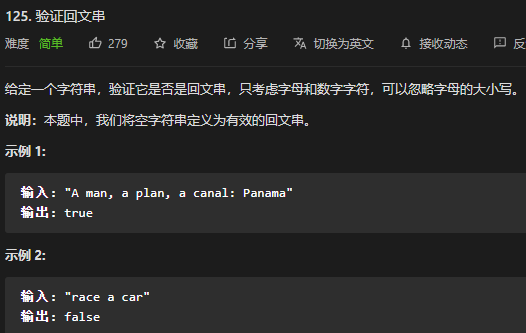 125. 验证回文串
难度 简单 279 收藏 分享 切换为英文 接收动态 反
给定一个字符串，验证它是否是回文串，只考虑字母和数字字符，可以忽略字母的大小写。
说明：本题中，我们将空字符串定义为有效的回文串。
示例 1:
输入: "A man, a plan, a canal: Panama"
输出: true
示例 2:
输入: "race a car"
输出: false